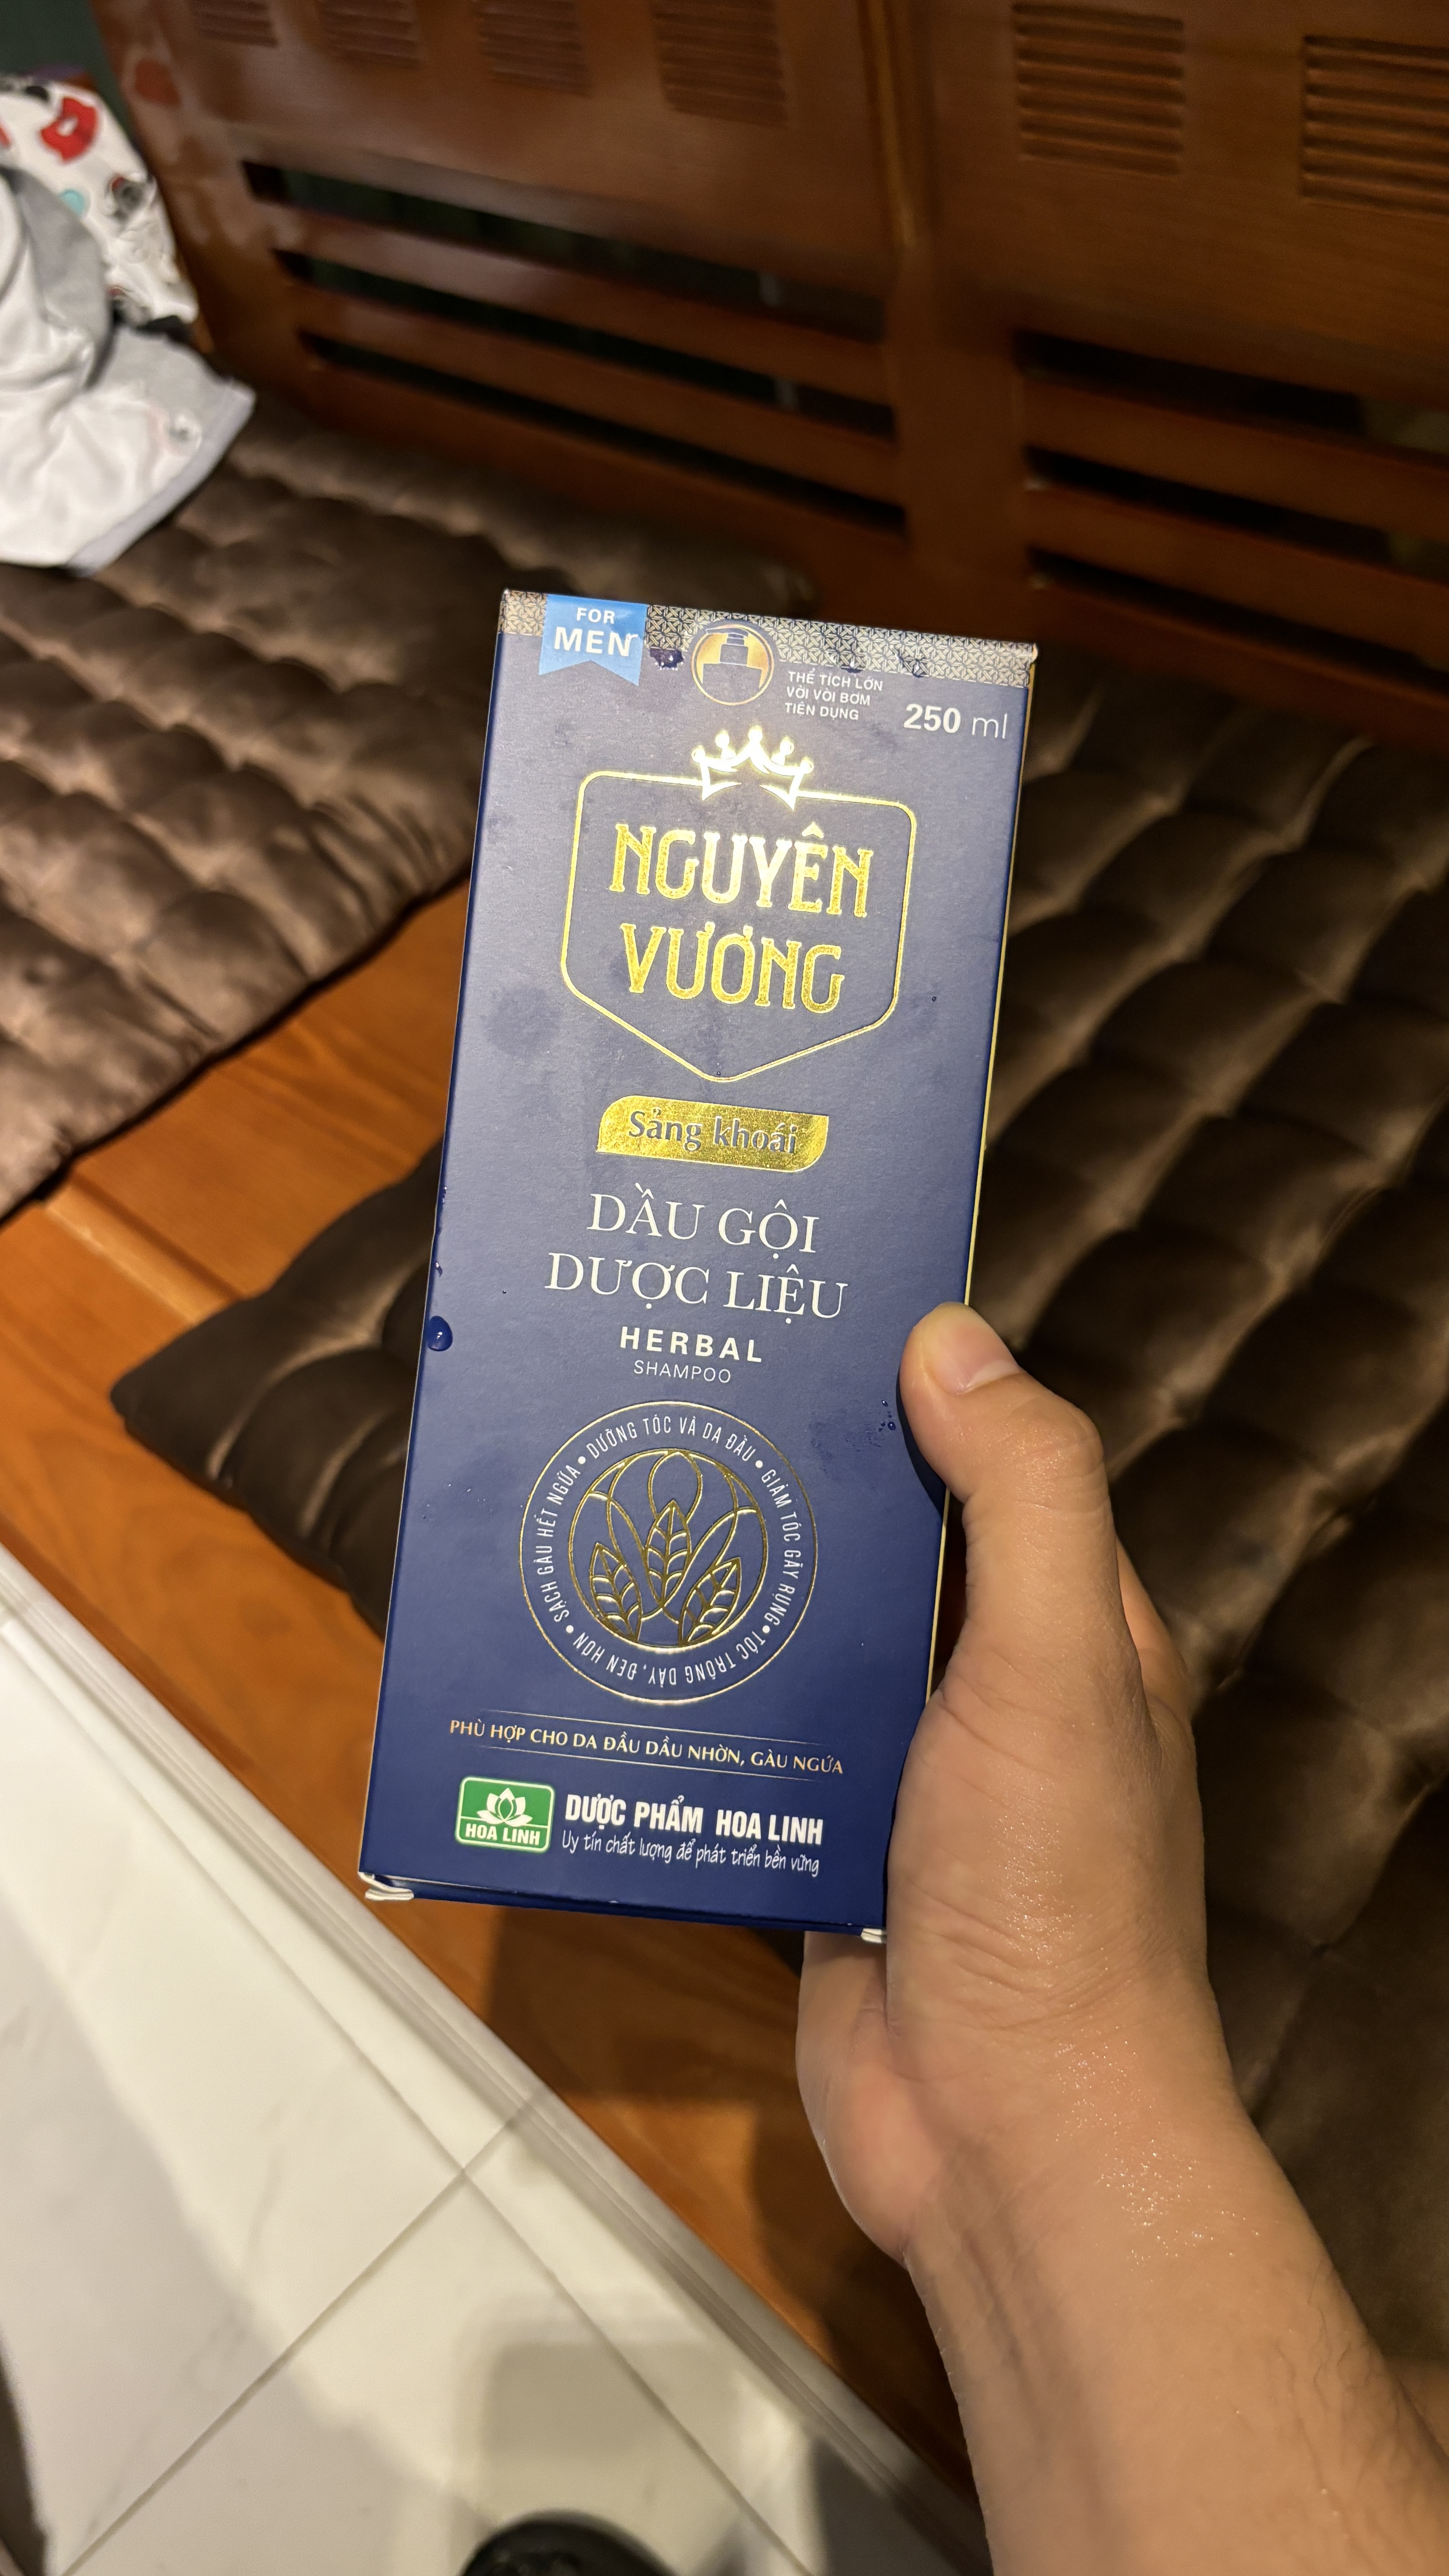 FOR
MEN
THỂ TÍCH LỚN
VỚI VÒI BƠM
TIỆN DỤNG
250 ml
NGUYÊN
VƯƠNG
Sảng khoái
DẦU GỘI
DƯỢC LIỆU
HERBAL
SHAMPOO
• DƯỠNG TÓC VÀ DA ĐẦU • GIẢM TÓC GÃY RỤNG • TÓC TRÔNG DÀY, ĐEN HƠN • SẠCH GÀU HẾT NGỨA
PHÙ HỢP CHO DA ĐẦU DẦU NHỜN, GÀU NGỨA
HOA LINH
DƯỢC PHẨM HOA LINH
Uy tín chất lượng để phát triển bền vững